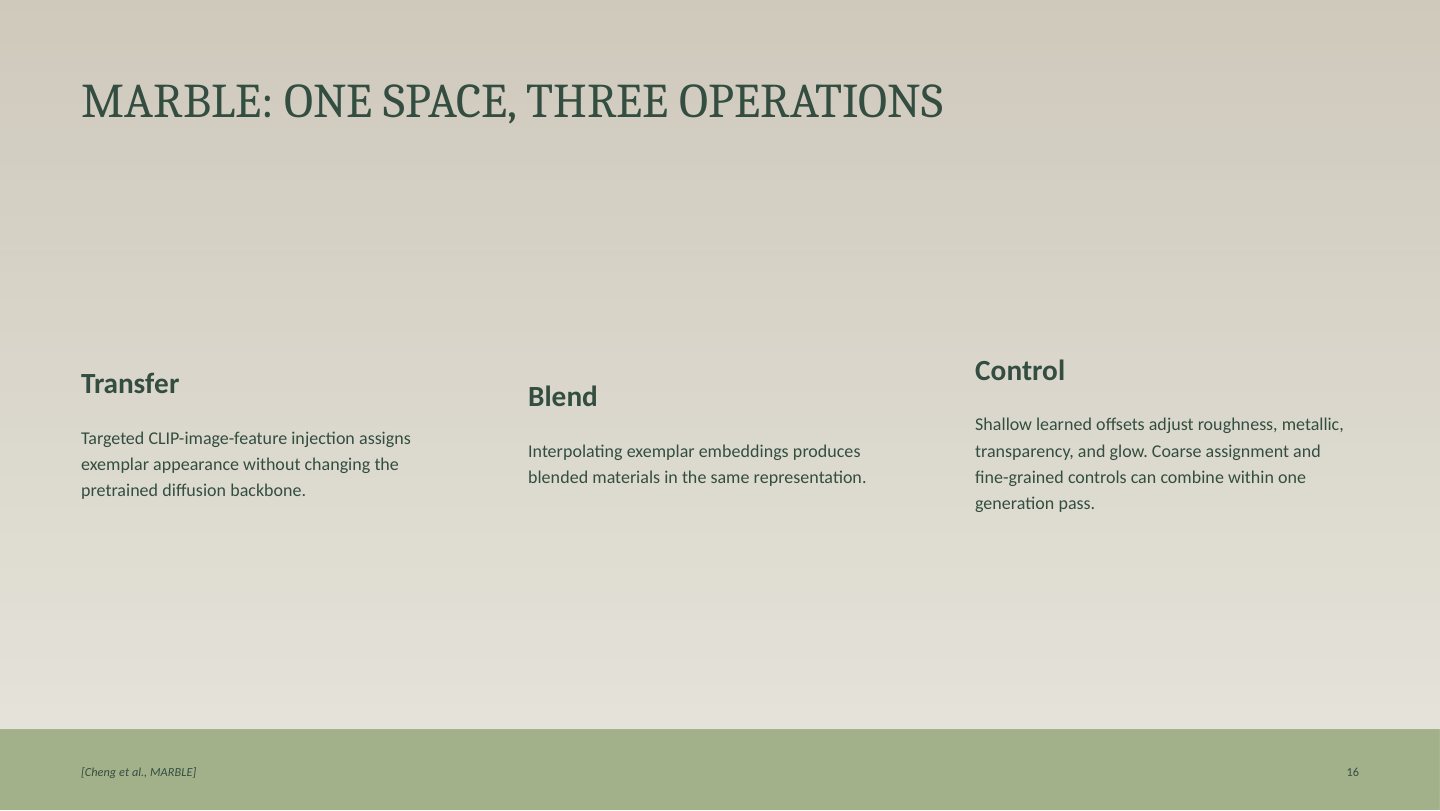 MARBLE: ONE SPACE, THREE OPERATIONS
Transfer
Targeted CLIP-image-feature injection assigns
exemplar appearance without changing the
pretrained diffusion backbone.
Blend
Interpolating exemplar embeddings produces
blended materials in the same representation.
Control
Shallow learned offsets adjust roughness, metallic,
transparency, and glow. Coarse assignment and
fine-grained controls can combine within one
generation pass.
[Cheng et al., MARBLE]
16